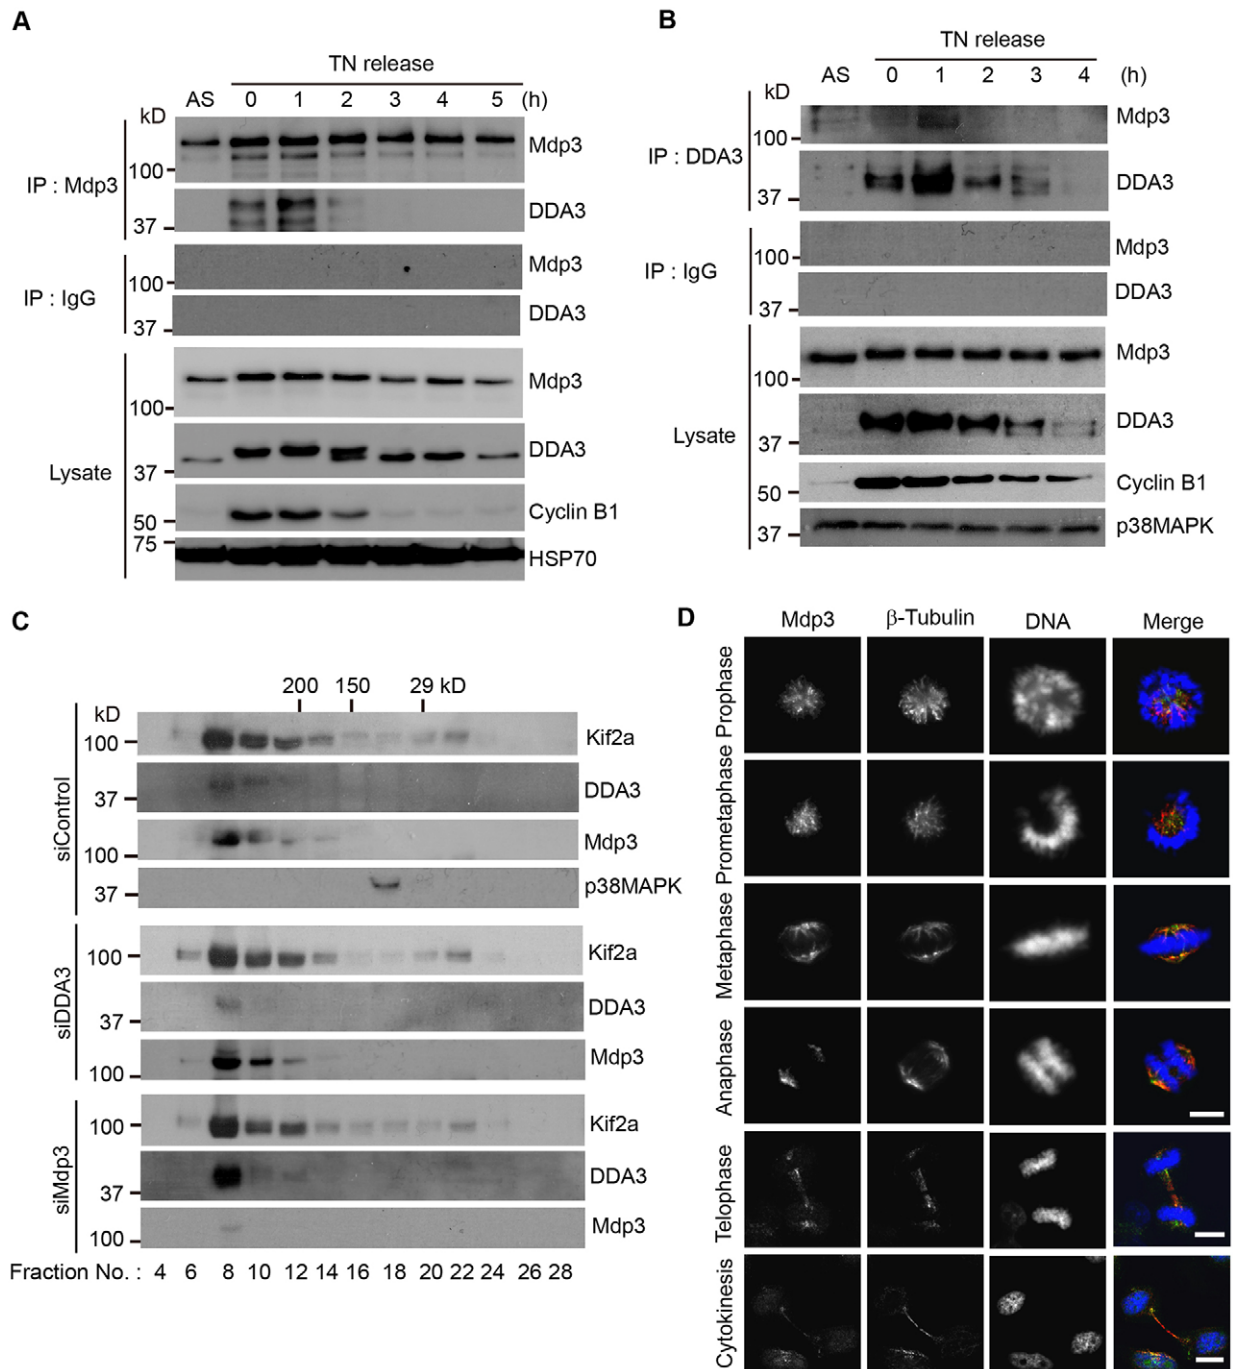 A
TN release
kD
AS 0 1 2 3 4 5 (h)
IP : Mdp3
Mdp3
100
DDA3
37
IP : IgG
Mdp3
100
DDA3
37
Lysate
Mdp3
100
DDA3
37
Cyclin B1
50
75
HSP70
B
TN release
AS 0 1 2 3 4 (h)
kD
IP : DDA3
Mdp3
100
DDA3
37
IP : IgG
Mdp3
100
DDA3
37
Lysate
Mdp3
100
DDA3
37
Cyclin B1
50
p38MAPK
37
C
200 150 29 kD
kD
siControl
100 Kif2a
37 DDA3
100 Mdp3
37 p38MAPK
siDDA3
100 Kif2a
37 DDA3
100 Mdp3
siMdp3
100 Kif2a
37 DDA3
100 Mdp3
Fraction No. : 4 6 8 10 12 14 16 18 20 22 24 26 28
D
Mdp3 β-Tubulin DNA Merge
Prophase
Prometaphase
Metaphase
Anaphase
Telophase
Cytokinesis